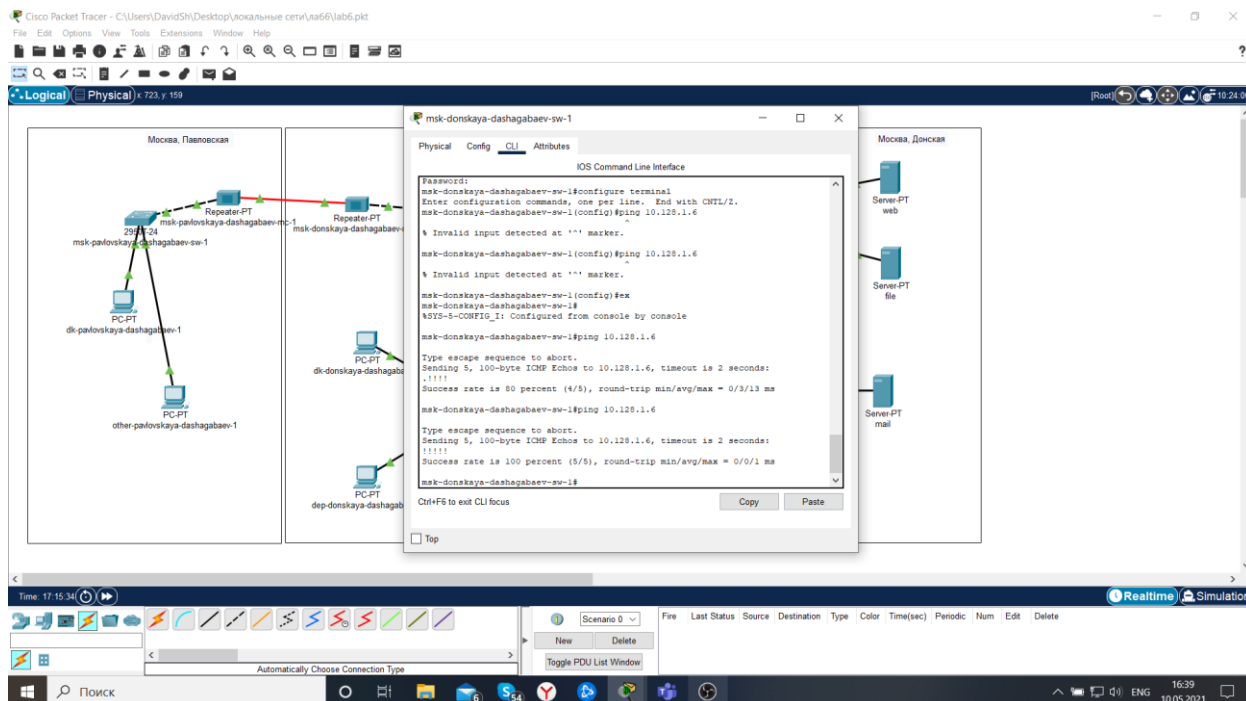 Cisco Packet Tracer - C:\Users\DavidSh\Desktop\локальные сети\лаб6\lab6.pkt
File Edit Options View Tools Extensions Window Help
?
Logical Physical x: 723, y: 159
[Root]
Москва, Павловская
Repeater-PT
msk-pavlovskaya-dashagabaev-mc-1
msk-pavlovskaya-dashagabaev-sw-1
PC-PT
dk-pavlovskaya-dashagabaev-1
PC-PT
other-pavlovskaya-dashagabaev-1
Repeater-PT
PC-PT
PC-PT
msk-donskaya-dashagabaev-sw-1
Physical Config CLI Attributes
IOS Command Line Interface
Password:
msk-donskaya-dashagabaev-sw-1#configure terminal
Enter configuration commands, one per line. End with CNTL/Z.
msk-donskaya-dashagabaev-sw-1(config)#ping 10.128.1.6
^
% Invalid input detected at '^' marker.
msk-donskaya-dashagabaev-sw-1(config)#ping 10.128.1.6
^
% Invalid input detected at '^' marker.
msk-donskaya-dashagabaev-sw-1(config)#ex
msk-donskaya-dashagabaev-sw-1#
%SYS-5-CONFIG_I: Configured from console by console
msk-donskaya-dashagabaev-sw-1#ping 10.128.1.6
Type escape sequence to abort.
Sending 5, 100-byte ICMP Echos to 10.128.1.6, timeout is 2 seconds:
.!!!!
Success rate is 80 percent (4/5), round-trip min/avg/max = 0/3/13 ms
msk-donskaya-dashagabaev-sw-1#ping 10.128.1.6
Type escape sequence to abort.
Sending 5, 100-byte ICMP Echos to 10.128.1.6, timeout is 2 seconds:
!!!!!
Success rate is 100 percent (5/5), round-trip min/avg/max = 0/0/1 ms
msk-donskaya-dashagabaev-sw-1#
Ctrl+F6 to exit CLI focus
Copy Paste
Top
Москва, Донская
Server-PT
web
Server-PT
file
Server-PT
mail
Time: 17:15:34
Realtime Simulation
Automatically Choose Connection Type
Scenario 0
New Delete
Toggle PDU List Window
Fire Last Status Source Destination Type Color Time(sec) Periodic Num Edit Delete
Поиск
6
54
ENG
16:39
10.05.2021